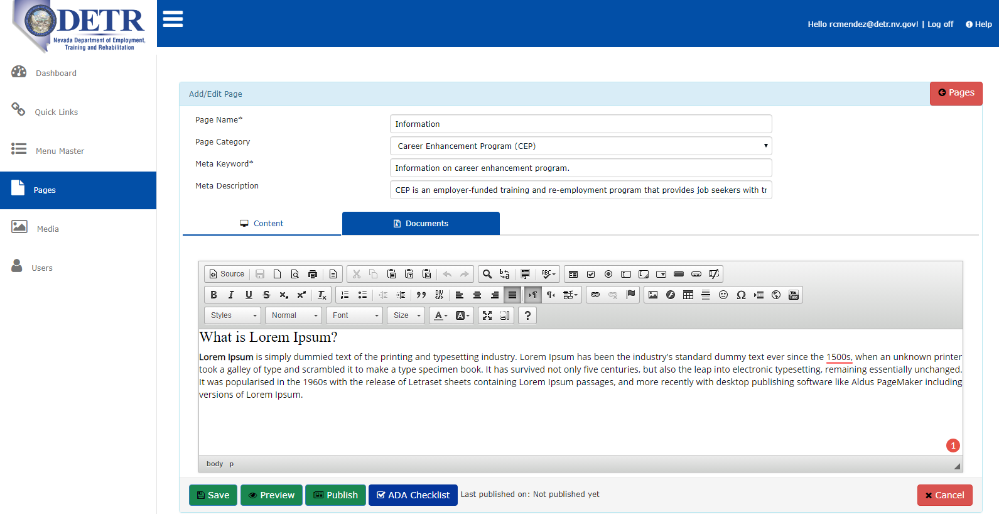 DETR
Nevada Department of Employment,
Training and Rehabilitation
Hello rcmendez@detr.nv.gov! | Log off Help
Dashboard
Quick Links
Menu Master
Pages
Media
Users
Add/Edit Page
Pages
Page Name* Information
Page Category Career Enhancement Program (CEP)
Meta Keyword* Information on career enhancement program.
Meta Description CEP is an employer-funded training and re-employment program that provides job seekers with tr
Content Documents
Source
Styles Normal Font Size
What is Lorem Ipsum?
Lorem Ipsum is simply dummied text of the printing and typesetting industry. Lorem Ipsum has been the industry's standard dummy text ever since the 1500s, when an unknown printer
took a galley of type and scrambled it to make a type specimen book. It has survived not only five centuries, but also the leap into electronic typesetting, remaining essentially unchanged.
It was popularised in the 1960s with the release of Letraset sheets containing Lorem Ipsum passages, and more recently with desktop publishing software like Aldus PageMaker including
versions of Lorem Ipsum.
1
body p
Save Preview Publish ADA Checklist Last published on: Not published yet Cancel